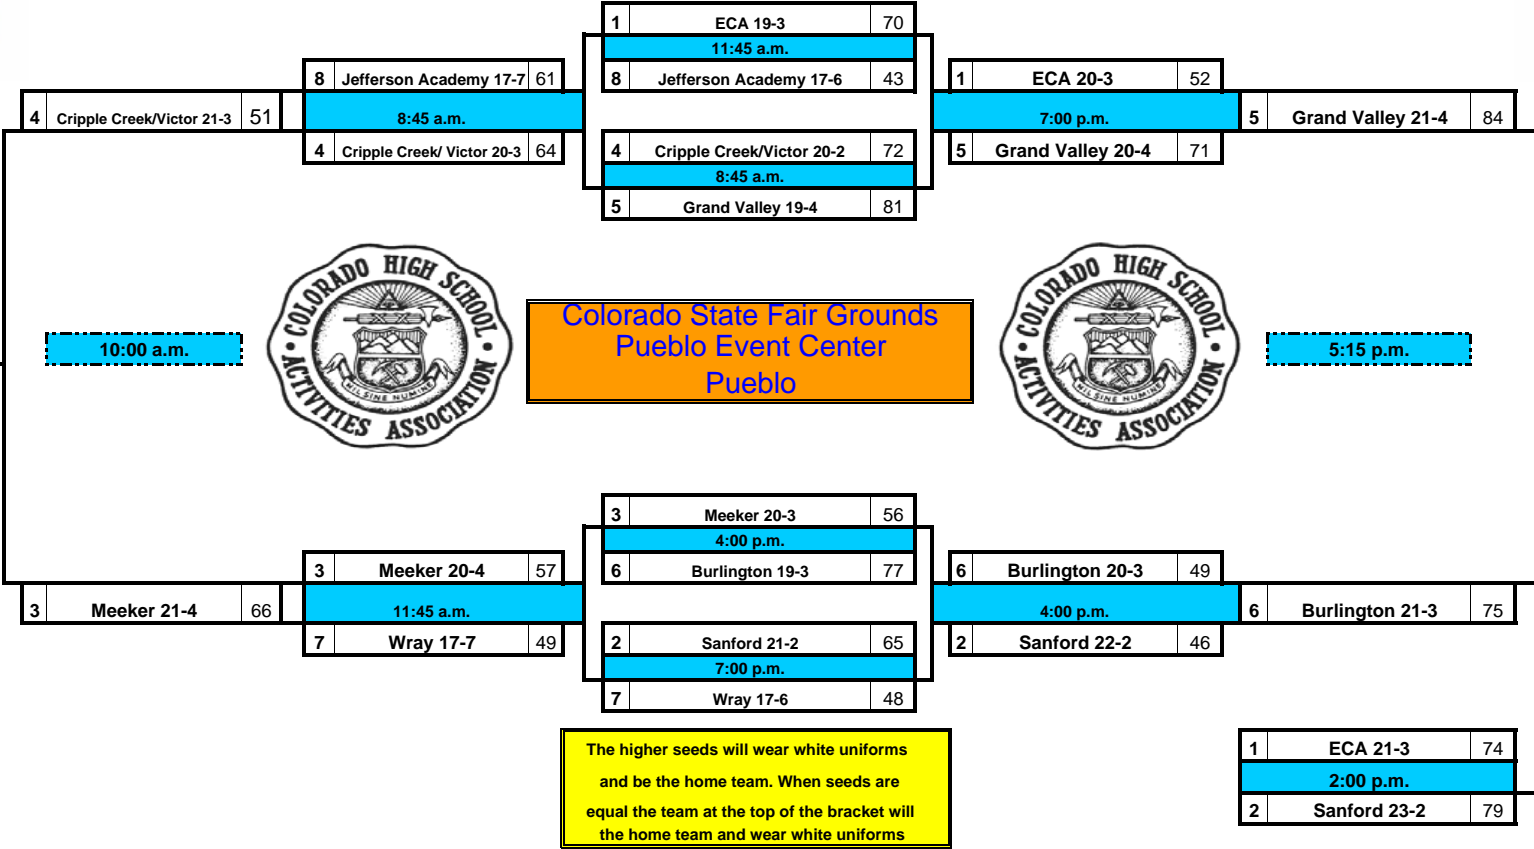 1 ECA 19-3 70
11:45 a.m.
8 Jefferson Academy 17-6 43
8 Jefferson Academy 17-7 61
8:45 a.m.
4 Cripple Creek/ Victor 20-3 64
4 Cripple Creek/Victor 21-3 51
4 Cripple Creek/Victor 20-2 72
8:45 a.m.
5 Grand Valley 19-4 81
1 ECA 20-3 52
7:00 p.m.
5 Grand Valley 20-4 71
5 Grand Valley 21-4 84
10:00 a.m.
COLORADO HIGH SCHOOL
ACTIVITIES ASSOCIATION
NIL SINE NUMINE
Colorado State Fair Grounds
Pueblo Event Center
Pueblo
COLORADO HIGH SCHOOL
ACTIVITIES ASSOCIATION
NIL SINE NUMINE
5:15 p.m.
3 Meeker 20-3 56
4:00 p.m.
6 Burlington 19-3 77
3 Meeker 20-4 57
11:45 a.m.
7 Wray 17-7 49
3 Meeker 21-4 66
2 Sanford 21-2 65
7:00 p.m.
7 Wray 17-6 48
6 Burlington 20-3 49
4:00 p.m.
2 Sanford 22-2 46
6 Burlington 21-3 75
The higher seeds will wear white uniforms
and be the home team. When seeds are
equal the team at the top of the bracket will
the home team and wear white uniforms
1 ECA 21-3 74
2:00 p.m.
2 Sanford 23-2 79